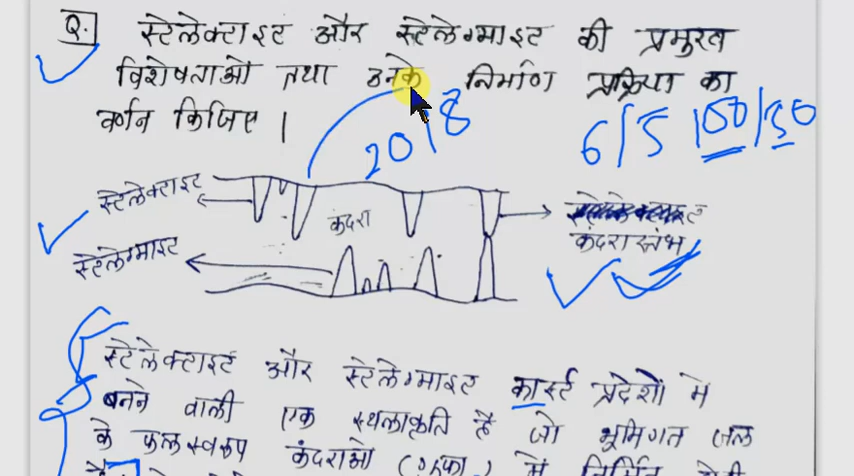 Q. स्टेलेक्टाइट और स्टेलेग्माइट की प्रमुख
विशेषताओ तथा उनके निर्माण प्रक्रिया का
वर्णन किजिए ।
2018
6/5 150/50
स्टेलेक्टाइट
कंदरा
कंदरा स्तंभ
स्टेलेग्माइट
स्टेलेक्टाइट और स्टेलेग्माइट कार्स्ट प्रदेशो मे
बनने वाली एक स्थलाकृति है जो भूमिगत जल
के फलस्वरूप कंदराओ (गुफा) में निर्मित होती
है